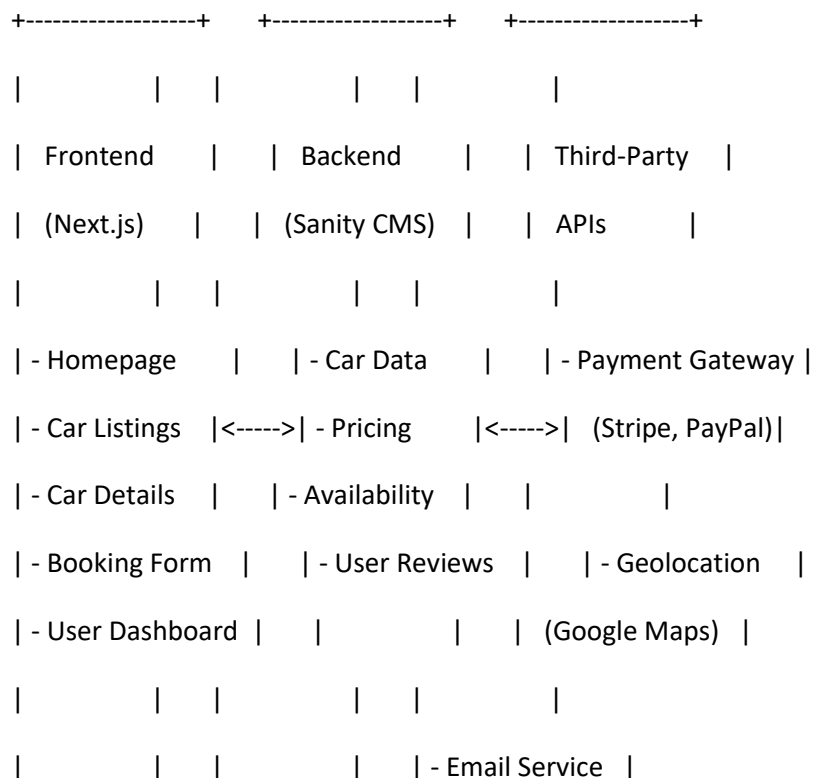 +-------------------+ +-------------------+ +-------------------+
| | | | | |
| Frontend | | Backend | | Third-Party |
| (Next.js) | | (Sanity CMS) | | APIs |
| | | | | |
| - Homepage | | - Car Data | | - Payment Gateway |
| - Car Listings |<----->| - Pricing |<----->| (Stripe, PayPal)|
| - Car Details | | - Availability | | |
| - Booking Form | | - User Reviews | | - Geolocation |
| - User Dashboard | | | | (Google Maps) |
| | | | | |
| | | | | - Email Service |